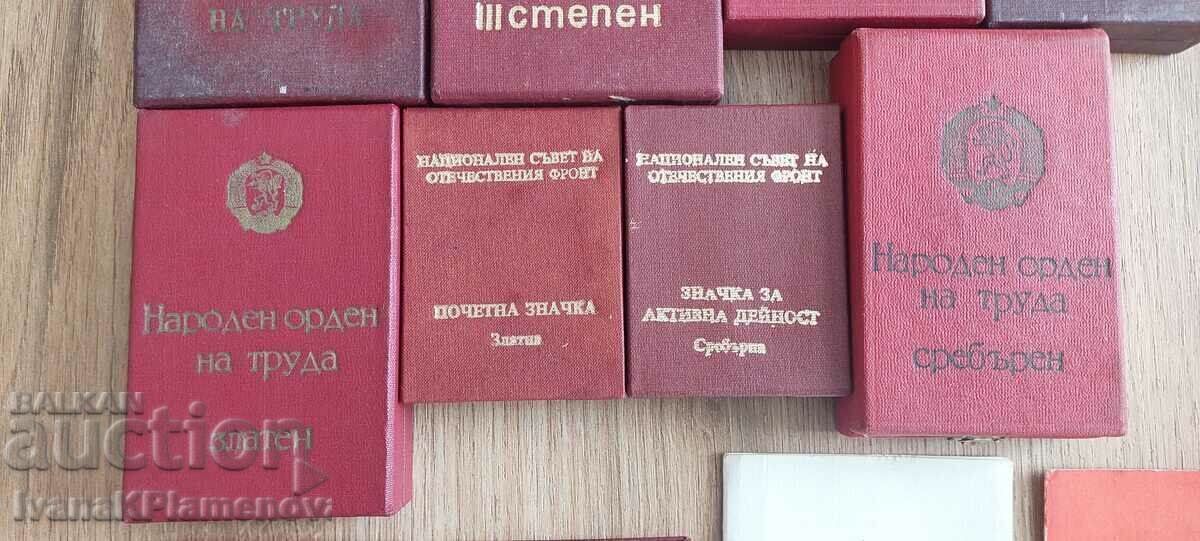 НА ТРУДА
III степен
Народен орден
на труда
златен
НАЦИОНАЛЕН СЪВЕТ НА
ОТЕЧЕСТВЕНИЯ ФРОНТ
ПОЧЕТНА ЗНАЧКА
Златна
НАЦИОНАЛЕН СЪВЕТ НА
ОТЕЧЕСТВЕНИЯ ФРОНТ
ЗНАЧКА ЗА
АКТИВНА ДЕЙНОСТ
Сребърна
Народен орден
на труда
сребърен
BALKAN
auction
IvanaKPlamenov